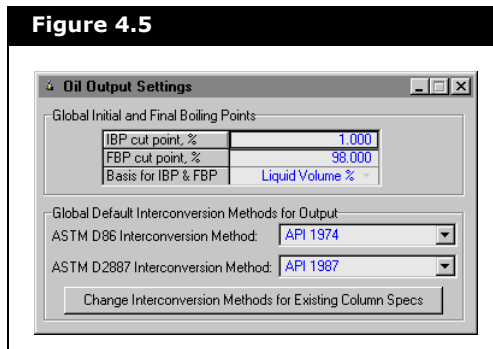 Figure 4.5
Oil Output Settings
Global Initial and Final Boiling Points
IBP cut point, % 1.000
FBP cut point, % 98.000
Basis for IBP & FBP Liquid Volume %
Global Default Interconversion Methods for Output
ASTM D86 Interconversion Method: API 1974
ASTM D2887 Interconversion Method: API 1987
Change Interconversion Methods for Existing Column Specs